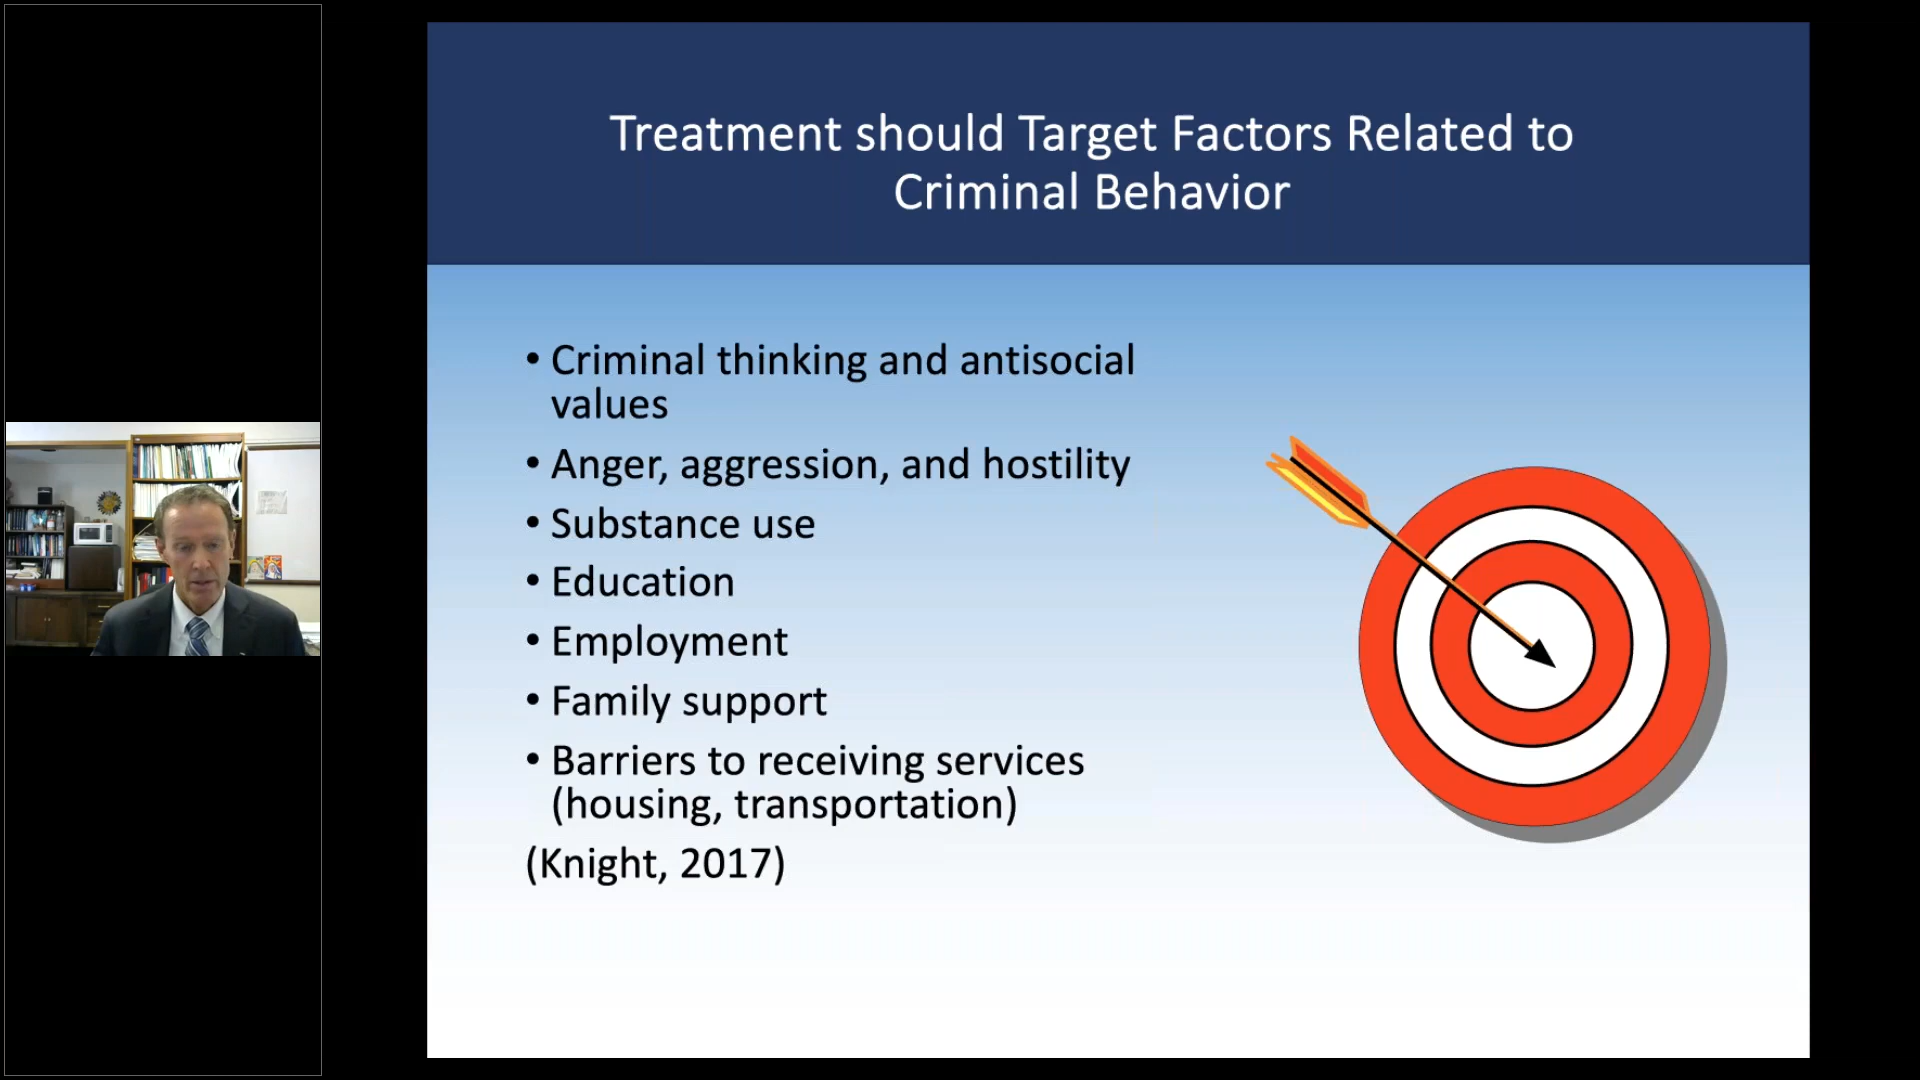 Treatment should Target Factors Related to
Criminal Behavior
• Criminal thinking and antisocial
values
• Anger, aggression, and hostility
• Substance use
• Education
• Employment
• Family support
• Barriers to receiving services
(housing, transportation)
(Knight, 2017)